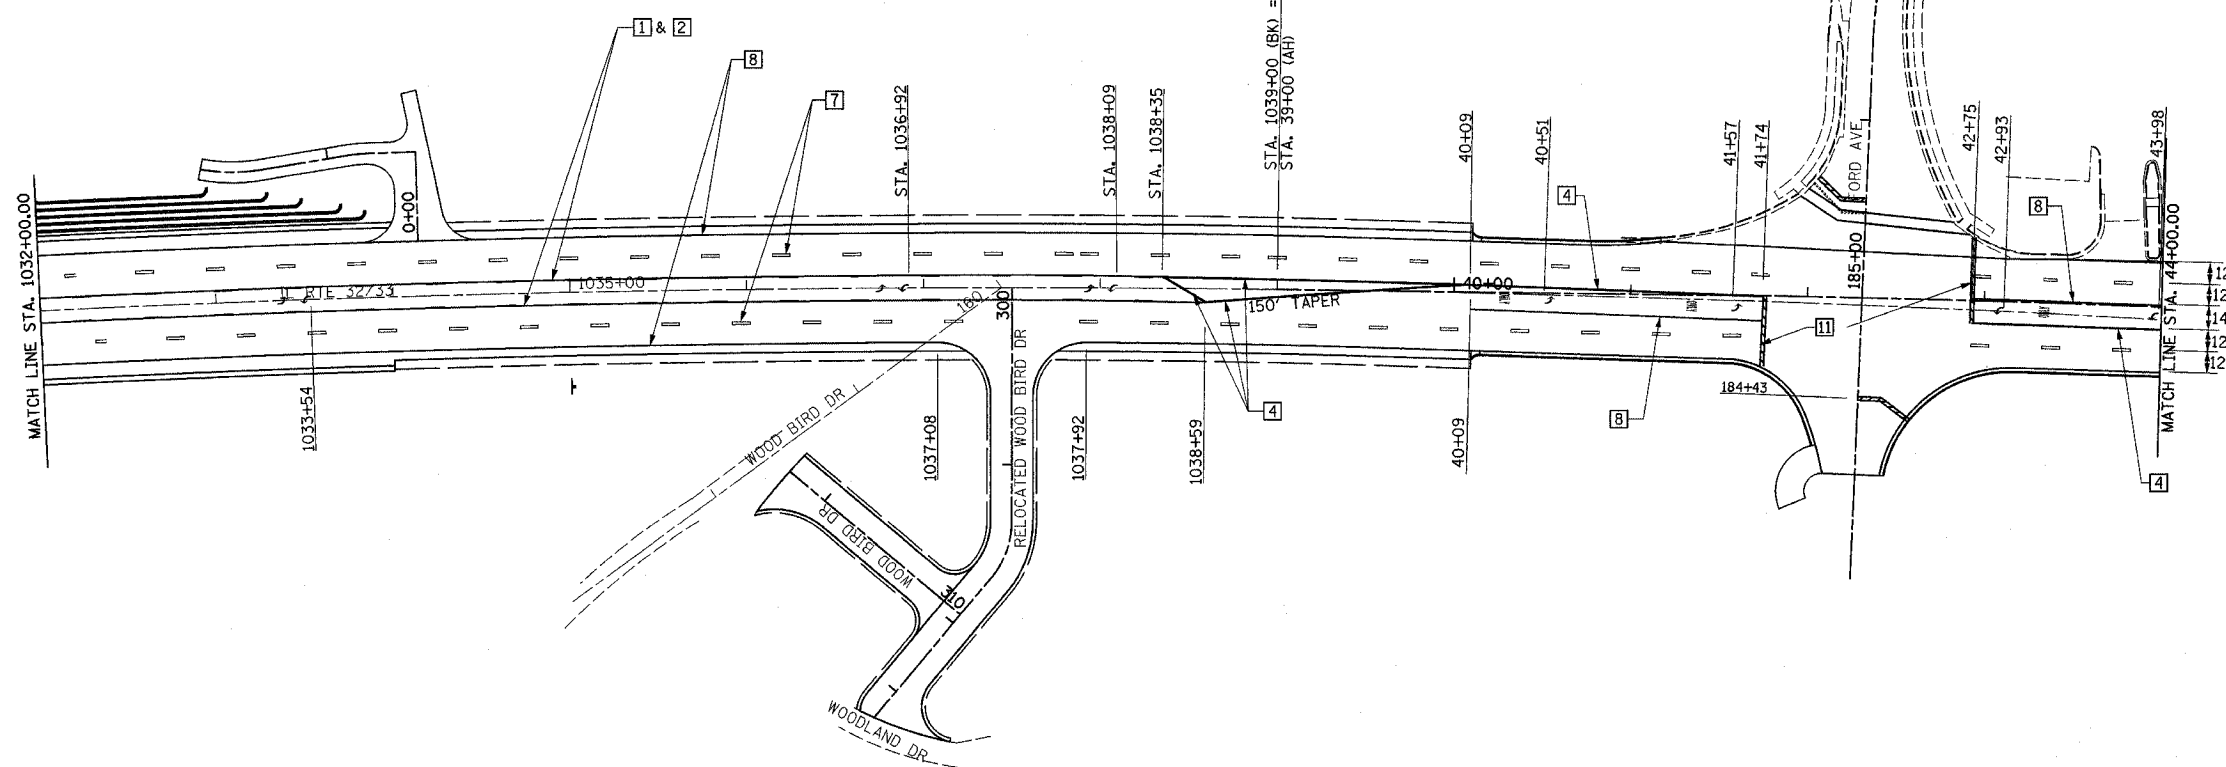 1 & 2
8
7
STA. 1036+92
STA. 1038+09
STA. 1038+35
STA. 1039+00 (BK) =
STA. 39+00 (AH)
40+09
40+51
41+57
41+74
42+75
42+93
43+98
4
8
FORD AVE
185+00
0+00
MATCH LINE STA. 1032+00.00
IL RTE 32/33
1035+00
160
300
150' TAPER
40+00
11
12
12
14
12
12
MATCH LINE STA. 44+00.00
1033+54
WOOD BIRD DR
1037+08
RELOCATED WOOD BIRD DR
1037+92
1038+59
4
40+09
8
184+43
4
WOOD BIRD DR
310
WOODLAND DR